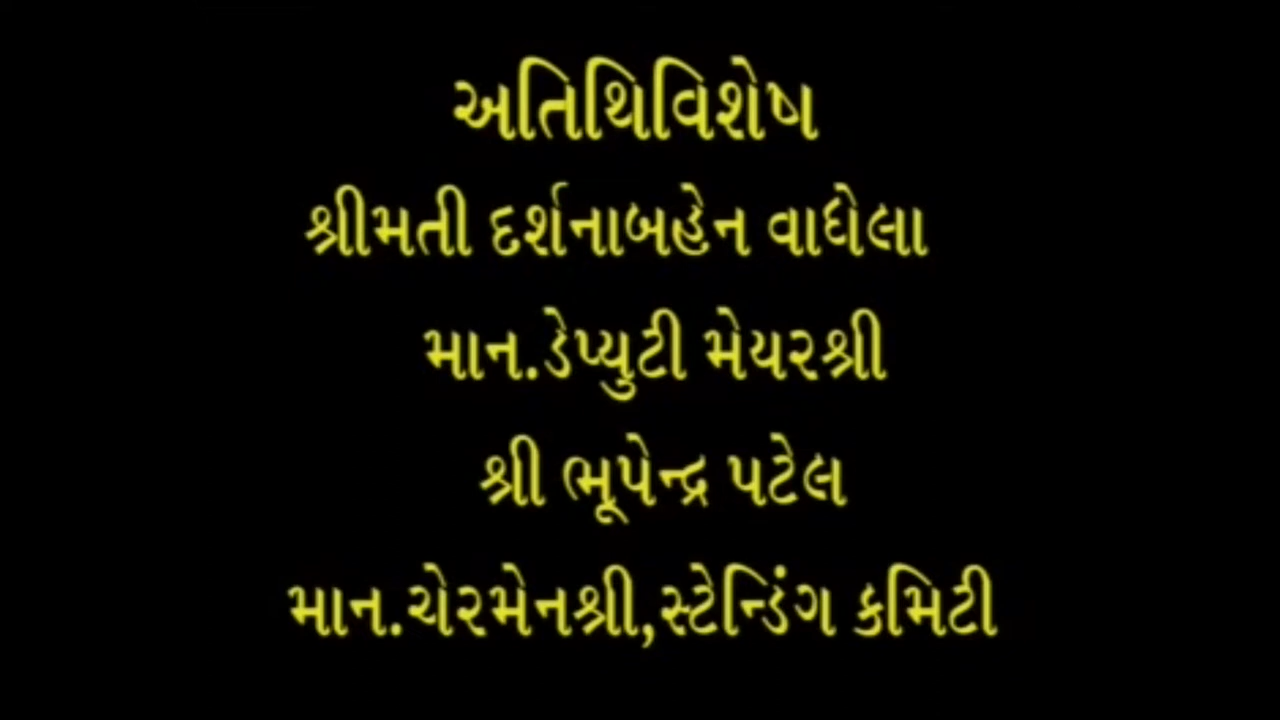 અતિથિવિશેષ
શ્રીમતી દર્શનાબહેન વાઘેલા
માન.ડેપ્યુટી મેયરશ્રી
શ્રી ભૂપેન્દ્ર પટેલ
માન.ચેરમેનશ્રી,સ્ટેન્ડિંગ કમિટી